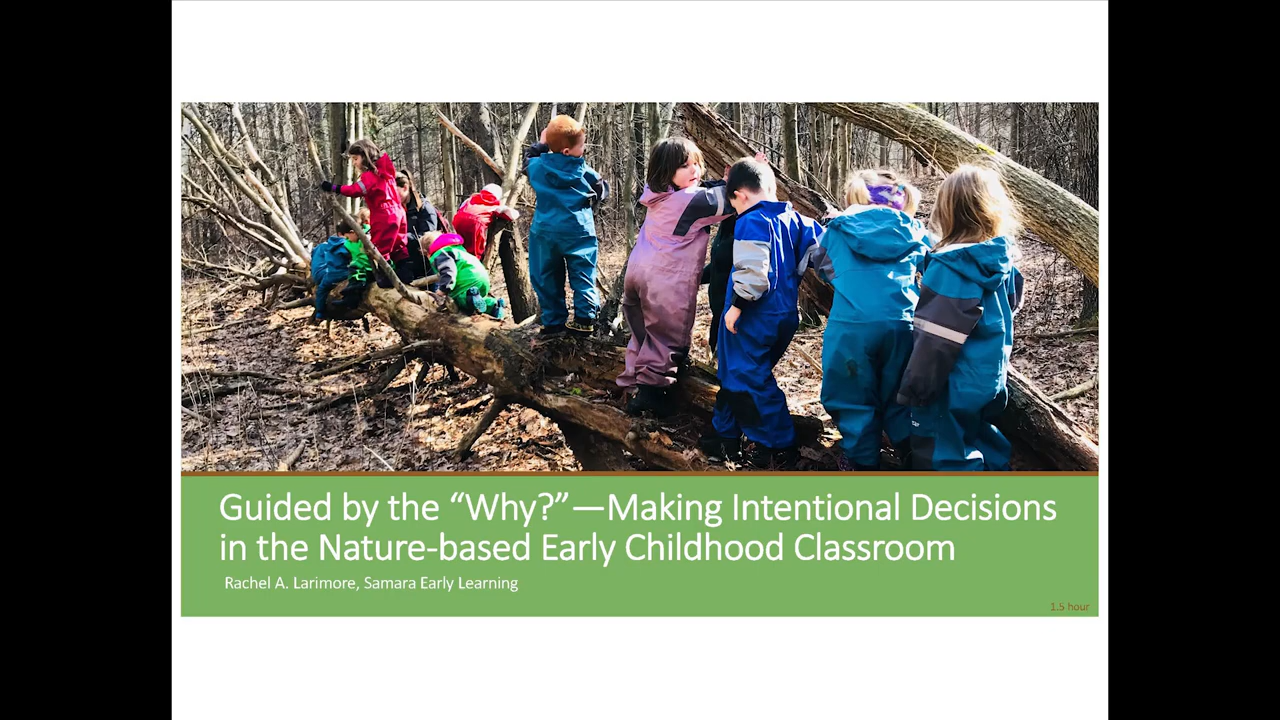 Guided by the “Why?”—Making Intentional Decisions
in the Nature-based Early Childhood Classroom
Rachel A. Larimore, Samara Early Learning
1.5 hour